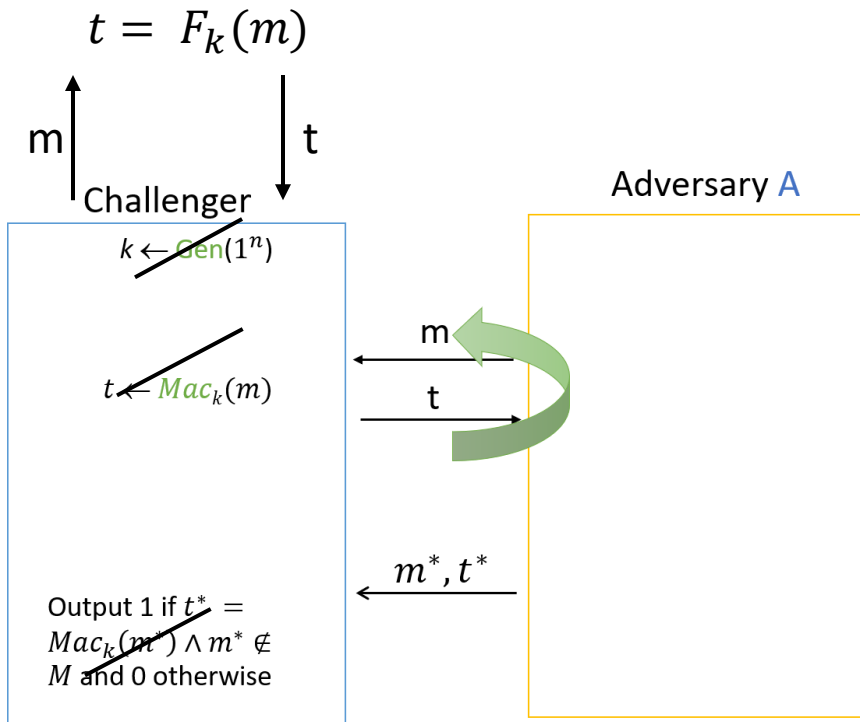 t = F_k(m)
m
t
Challenger
Adversary A
k ← Gen(1^n)
m
t ← Mac_k(m)
t
m*, t*
Output 1 if t* =
Mac_k(m*) ∧ m* ∉
M and 0 otherwise